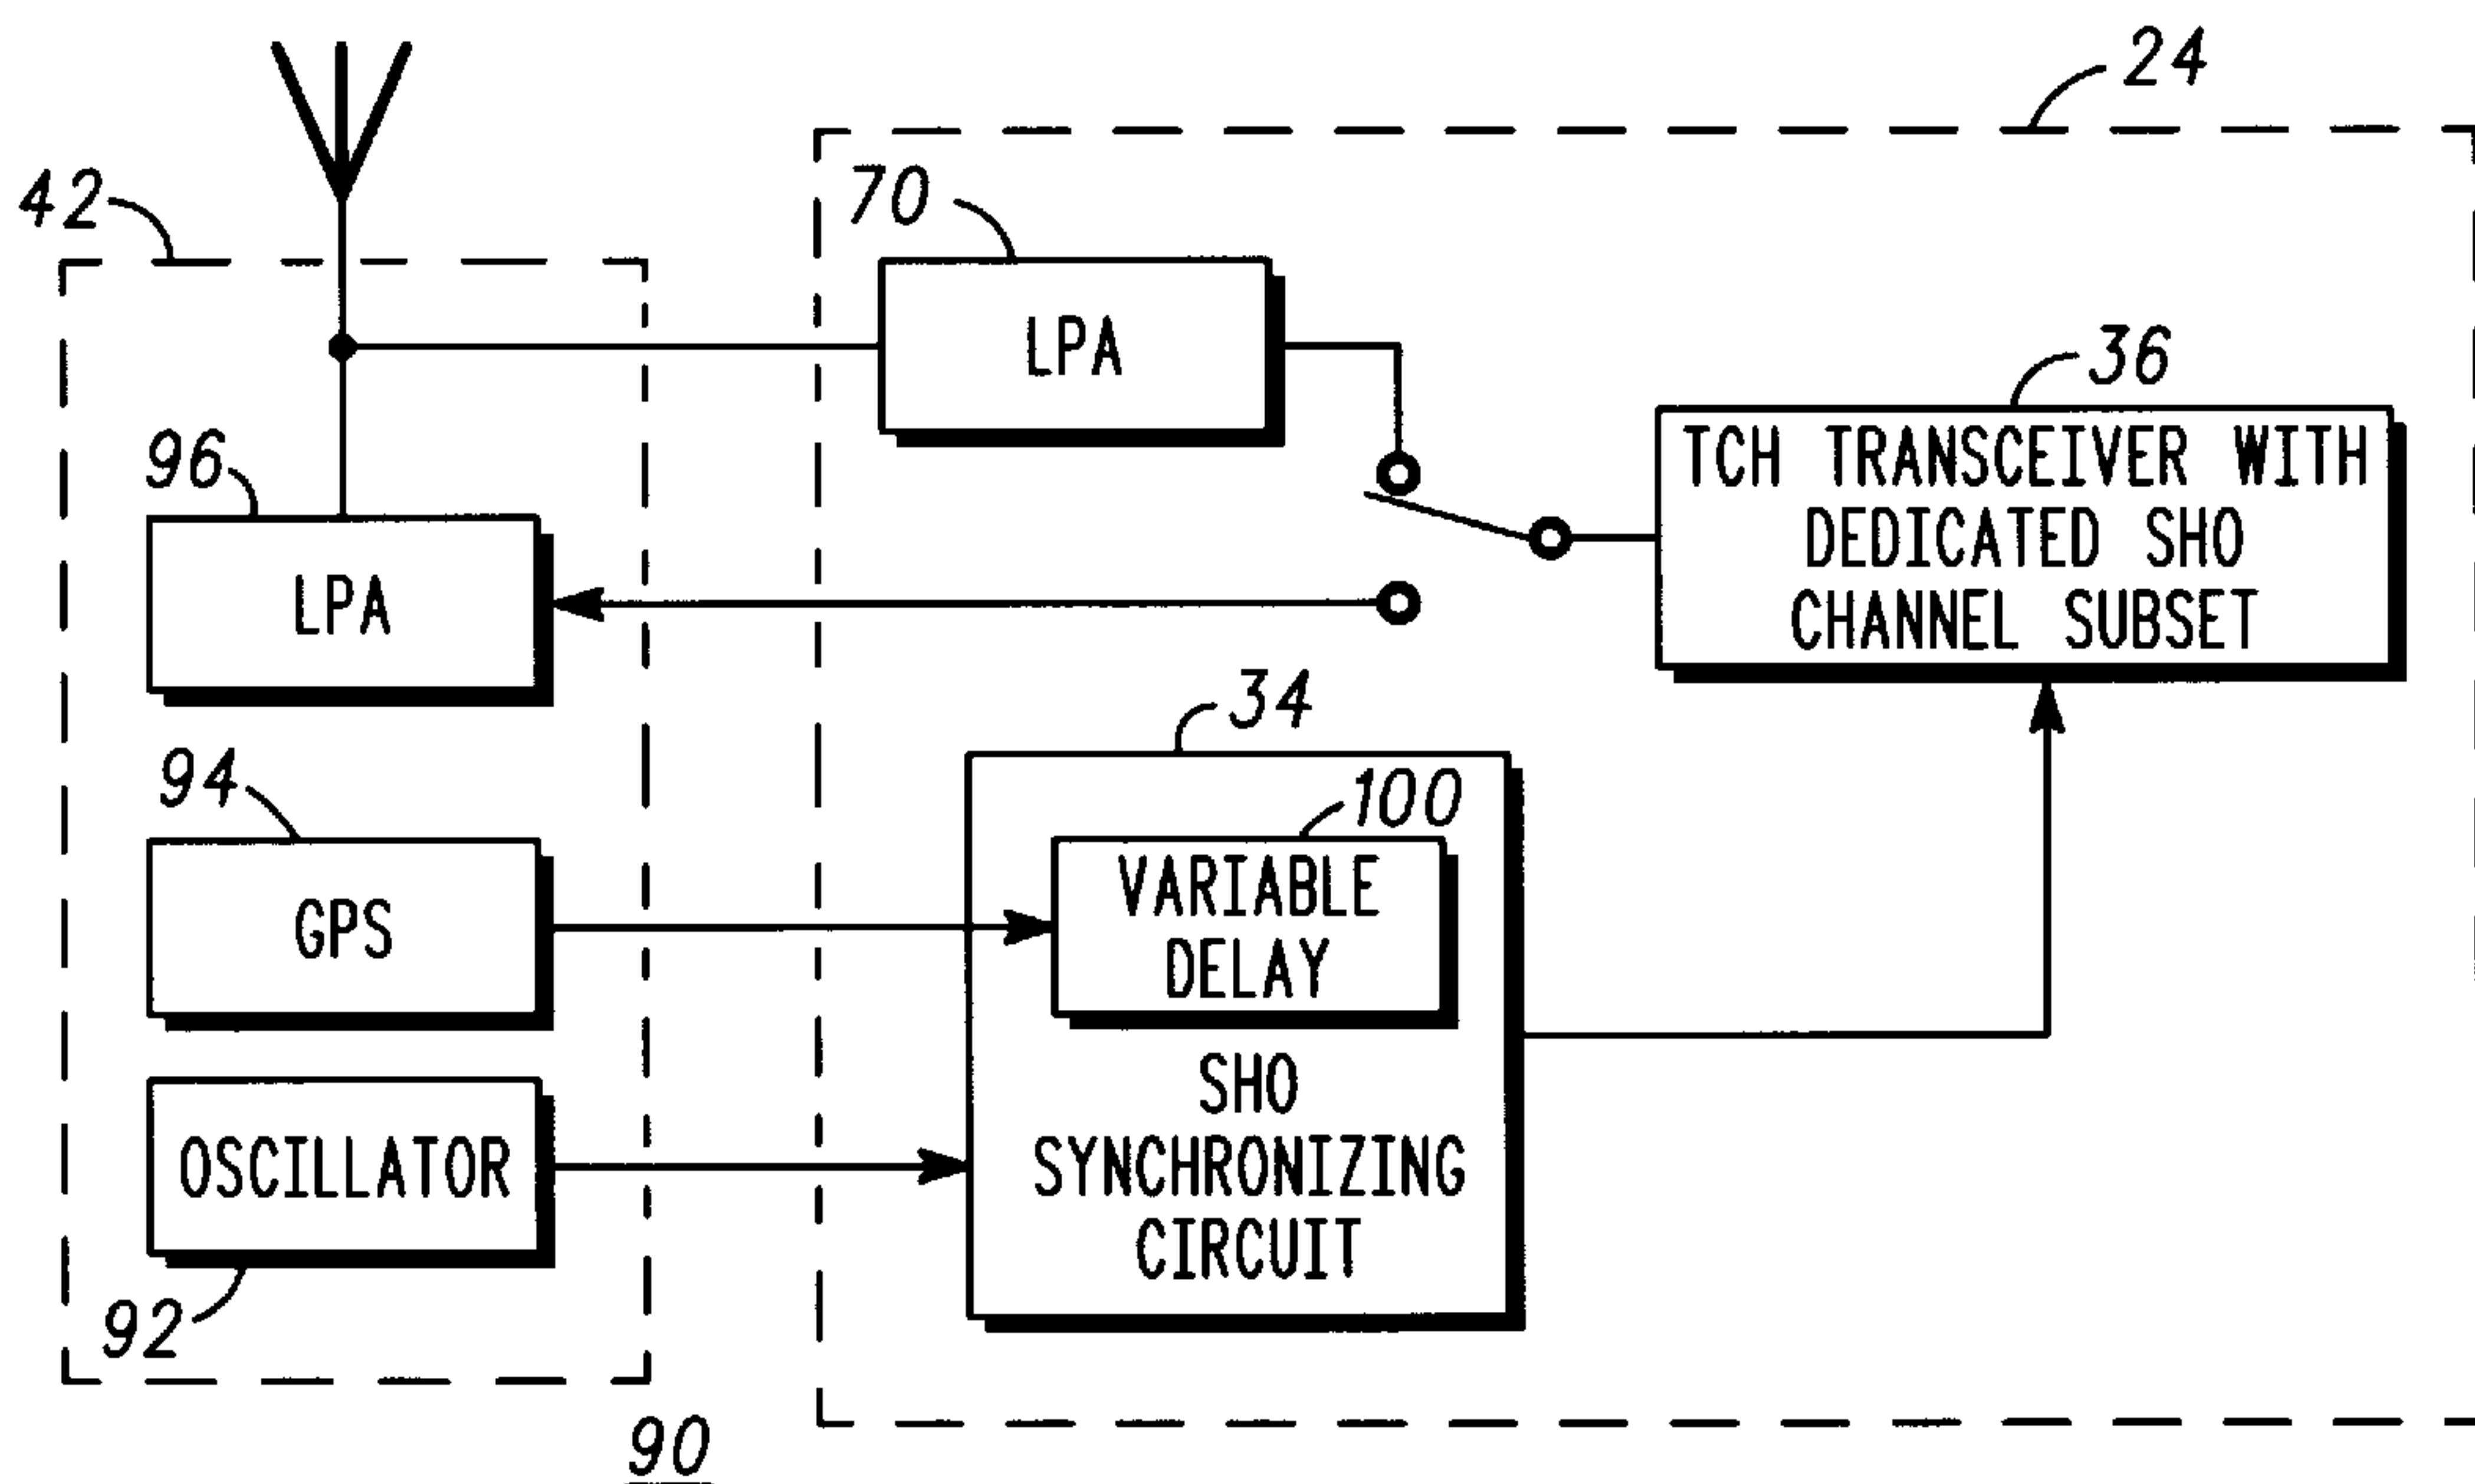 24
42
70
LPA
36
TCH TRANSCEIVER WITH
DEDICATED SHO
CHANNEL SUBSET
96
LPA
34
94
100
GPS
VARIABLE
DELAY
SHO
SYNCHRONIZING
CIRCUIT
OSCILLATOR
92
90